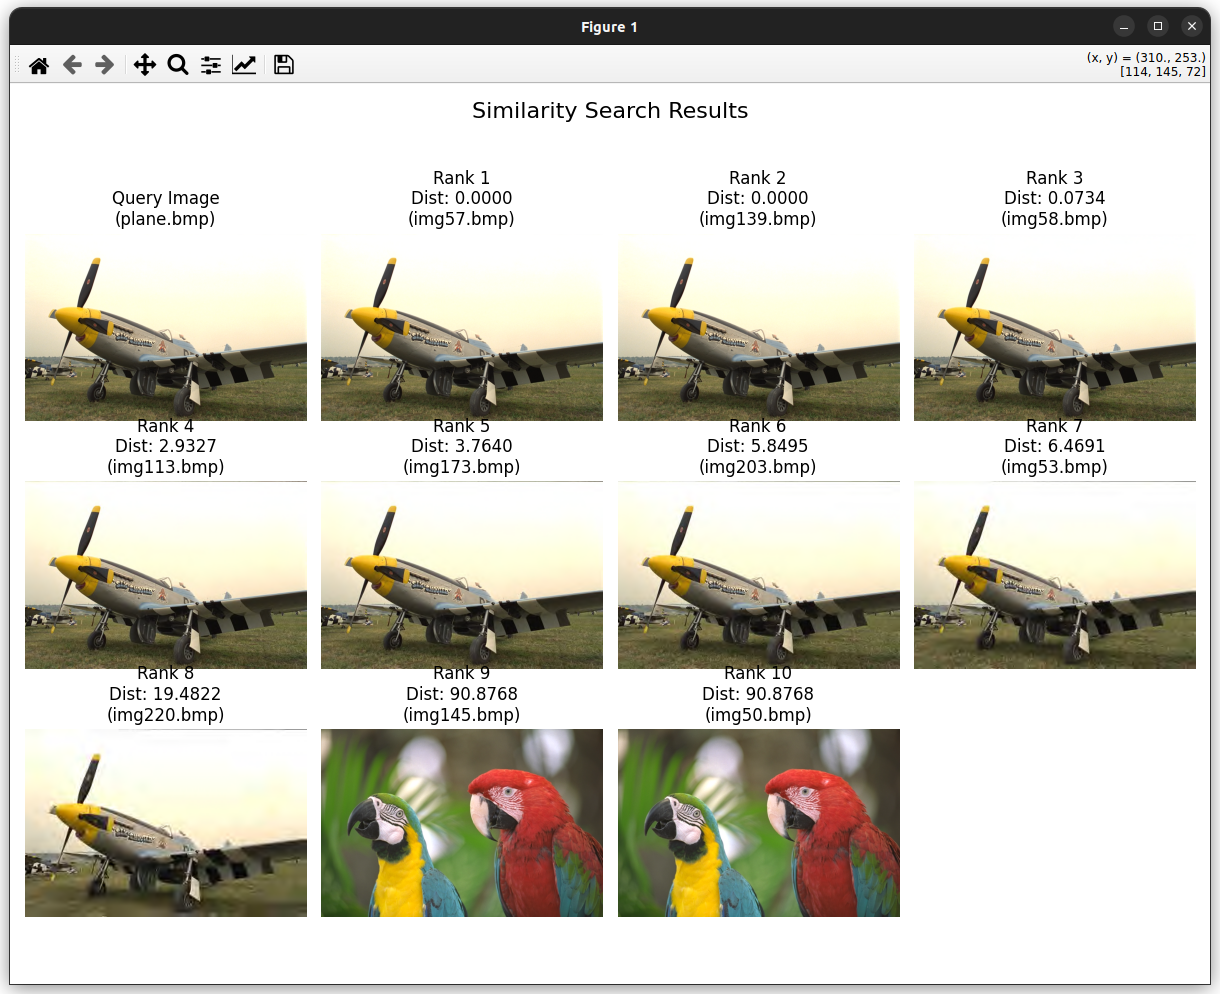 Figure 1
(x, y) = (310., 253.)
[114, 145, 72]
Similarity Search Results
Query Image
(plane.bmp)
Rank 1
Dist: 0.0000
(img57.bmp)
Rank 2
Dist: 0.0000
(img139.bmp)
Rank 3
Dist: 0.0734
(img58.bmp)
Rank 4
Dist: 2.9327
(img113.bmp)
Rank 5
Dist: 3.7640
(img173.bmp)
Rank 6
Dist: 5.8495
(img203.bmp)
Rank 7
Dist: 6.4691
(img53.bmp)
Rank 8
Dist: 19.4822
(img220.bmp)
Rank 9
Dist: 90.8768
(img145.bmp)
Rank 10
Dist: 90.8768
(img50.bmp)